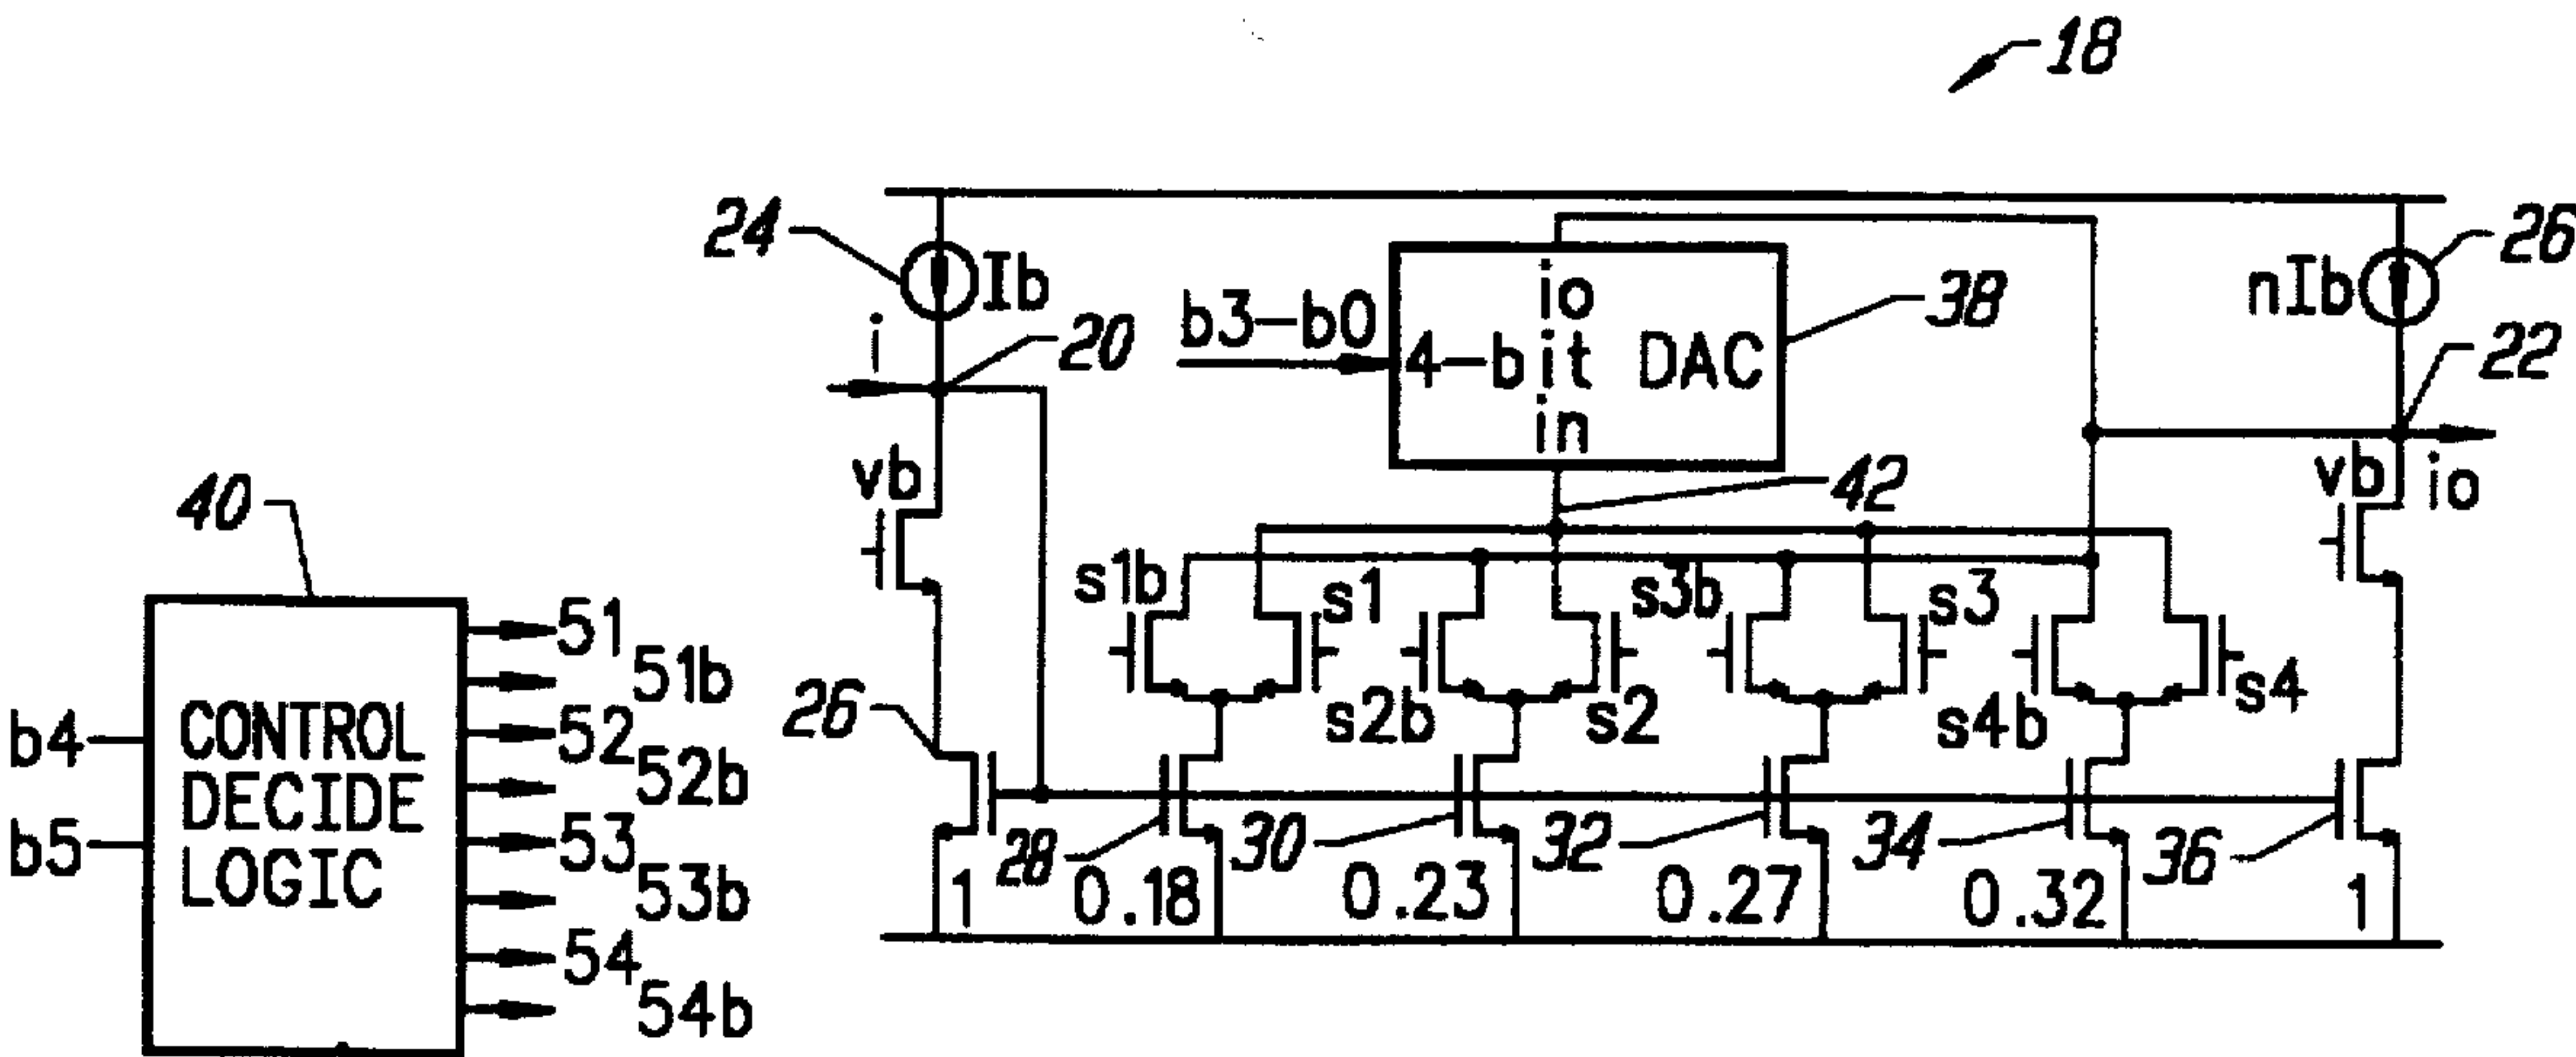 18
24
Ib
i
20
b3-b0
io
4-bit DAC
in
38
nIb
26
22
vb
42
vb
io
40
s1b
s1
s3b
s3
s2b
s2
s4b
s4
CONTROL
DECIDE
LOGIC
b4
b5
51
51b
52
52b
53
53b
54
54b
26
28
30
32
34
36
1
0.18
0.23
0.27
0.32
1